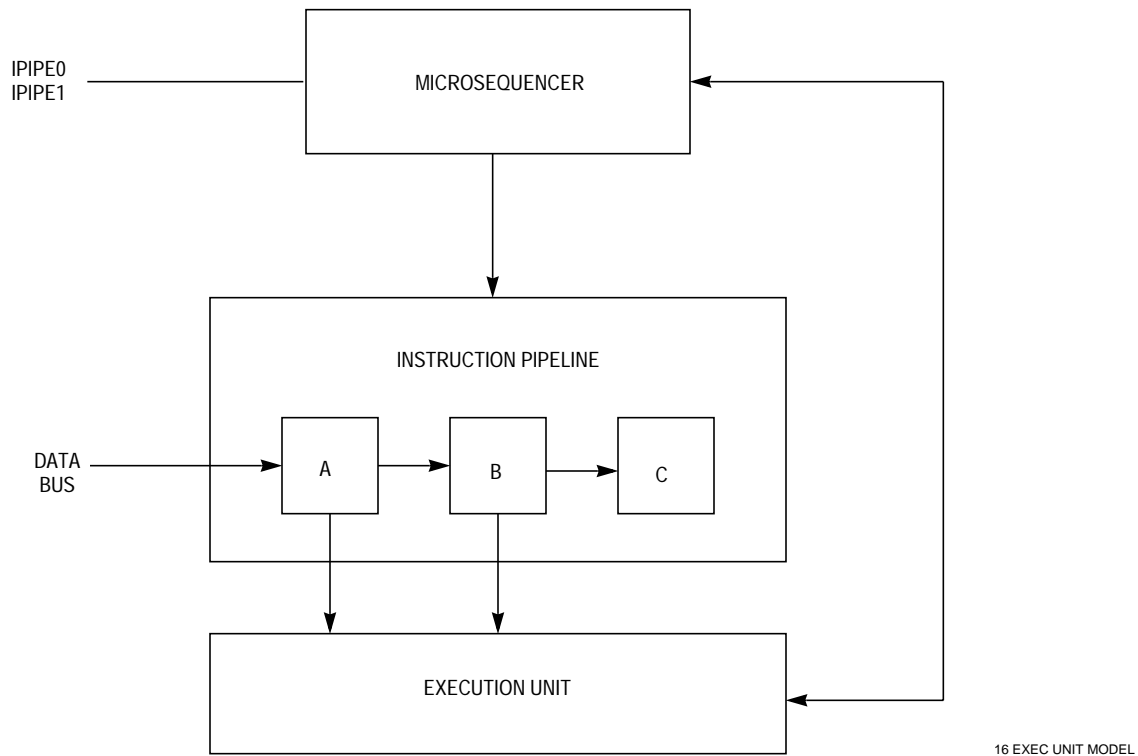 IPIPE0
IPIPE1
MICROSEQUENCER
INSTRUCTION PIPELINE
DATA
BUS
A
B
C
EXECUTION UNIT
16 EXEC UNIT MODEL